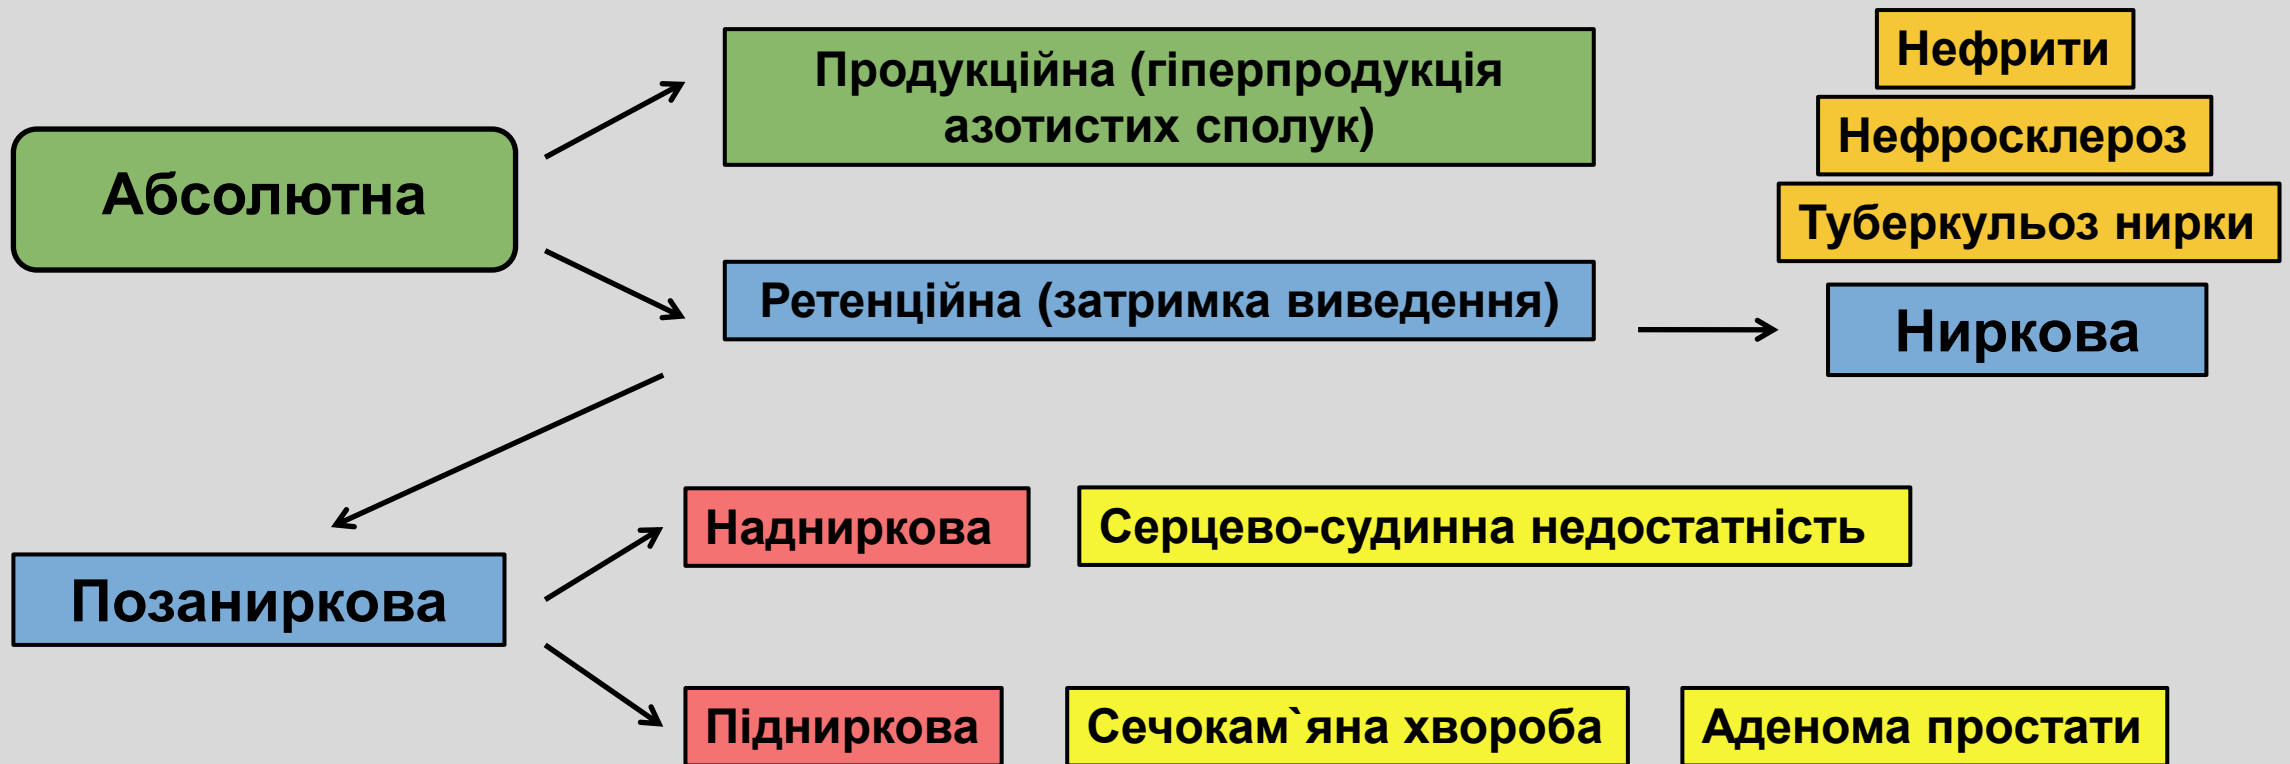 Абсолютна
Продукційна (гіперпродукція
азотистих сполук)
Ретенційна (затримка виведення)
Нефрити
Нефросклероз
Туберкульоз нирки
Ниркова
Позаниркова
Надниркова
Серцево-судинна недостатність
Підниркова
Сечокам`яна хвороба
Аденома простати